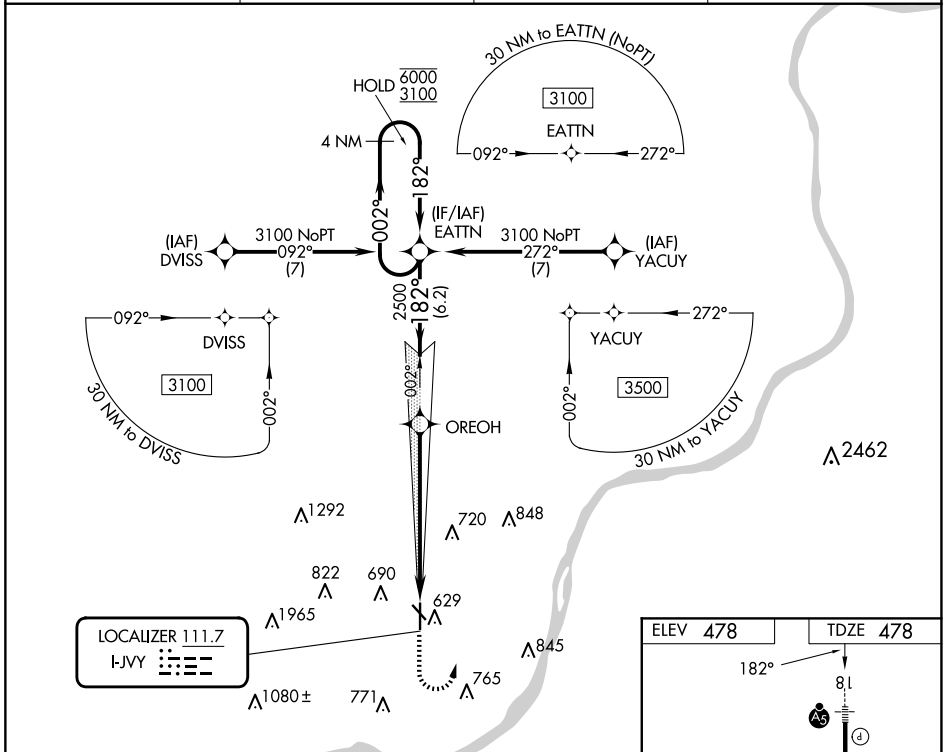 30 NM to EATTN (NoPT)
HOLD 6000
3100
3100
EATTN
4 NM
092°
272°
182°
002°
(IF/IAF)
EATTN
(IAF)
DVISS
3100 NoPT
092°
(7)
3100 NoPT
272°
(7)
(IAF)
YACUY
2500
182°
(6.2)
092°
DVISS
3100
002°
30 NM to DVISS
272°
YACUY
3500
002°
30 NM to YACUY
002°
OREOH
2462
1292
720
848
822
690
1965
629
LOCALIZER 111.7
I-JVY
845
1080 ±
771
765
ELEV 478
TDZE 478
182°
18
A5
P